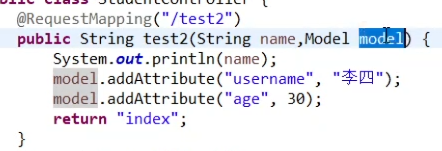 public class StudentController {
@RequestMapping("/test2")
public String test2(String name,Model model) {
System.out.println(name);
model.addAttribute("username", "李四");
model.addAttribute("age", 30);
return "index";
}